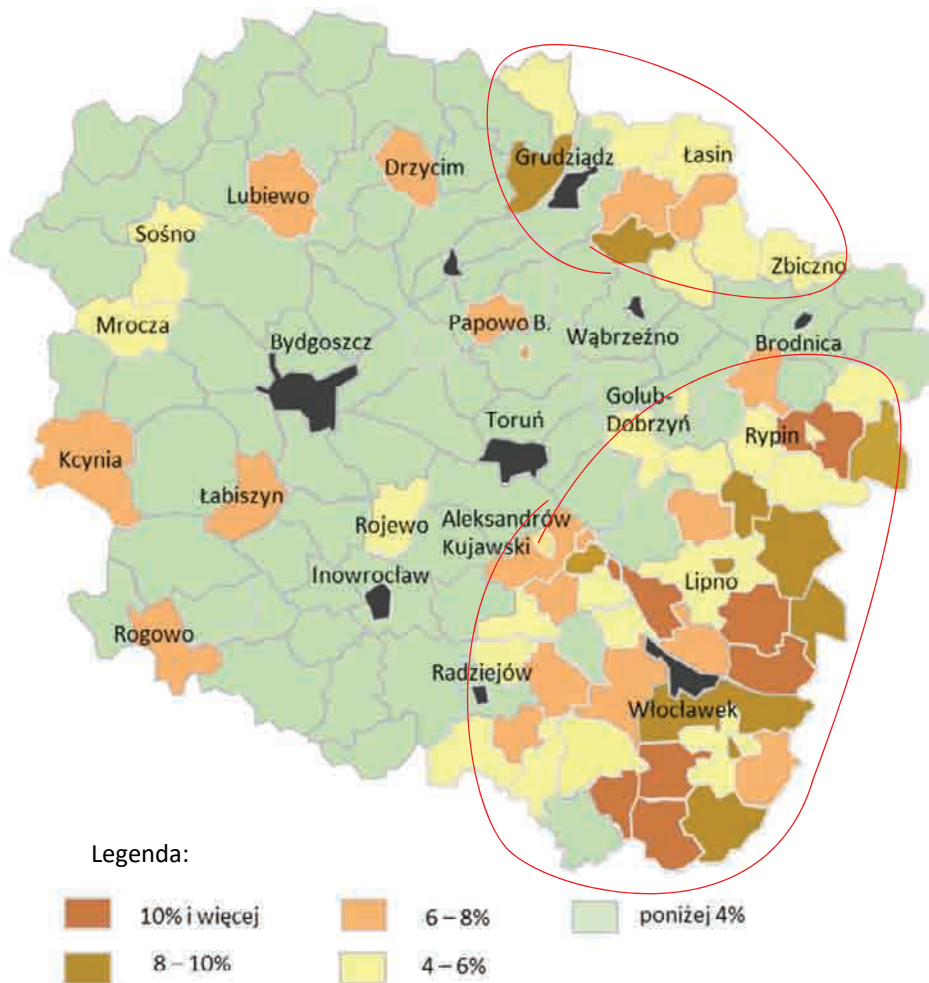 Grudziądz
Łasin
Drzycim
Lubiewo
Sośno
Zbiczno
Mrocza
Papowo B.
Wąbrzeźno
Bydgoszcz
Brodnica
Golub-
Dobrzyń
Toruń
Rypin
Kcynia
Łabiszyn
Rojewo
Aleksandrów
Kujawski
Inowrocław
Lipno
Rogowo
Radziejów
Włocławek
Legenda:
10% i więcej
6 – 8%
poniżej 4%
8 – 10%
4 – 6%